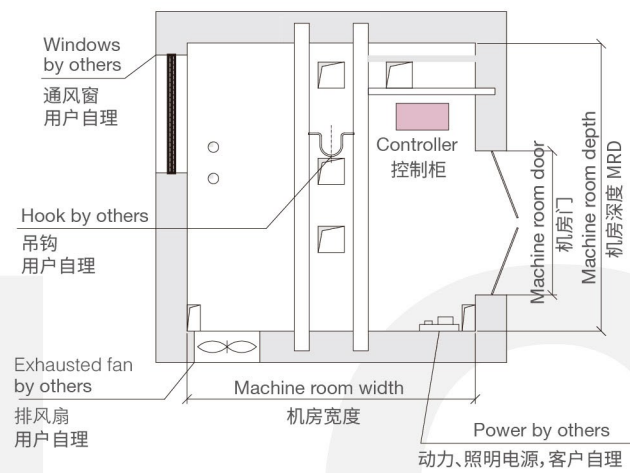 Windows
by others
通风窗
用户自理
Controller
控制柜
Machine room door
机房门
Machine room depth
机房深度 MRD
Hook by others
吊钩
用户自理
Exhausted fan
by others
排风扇
用户自理
Machine room width
机房宽度
Power by others
动力、照明电源,客户自理